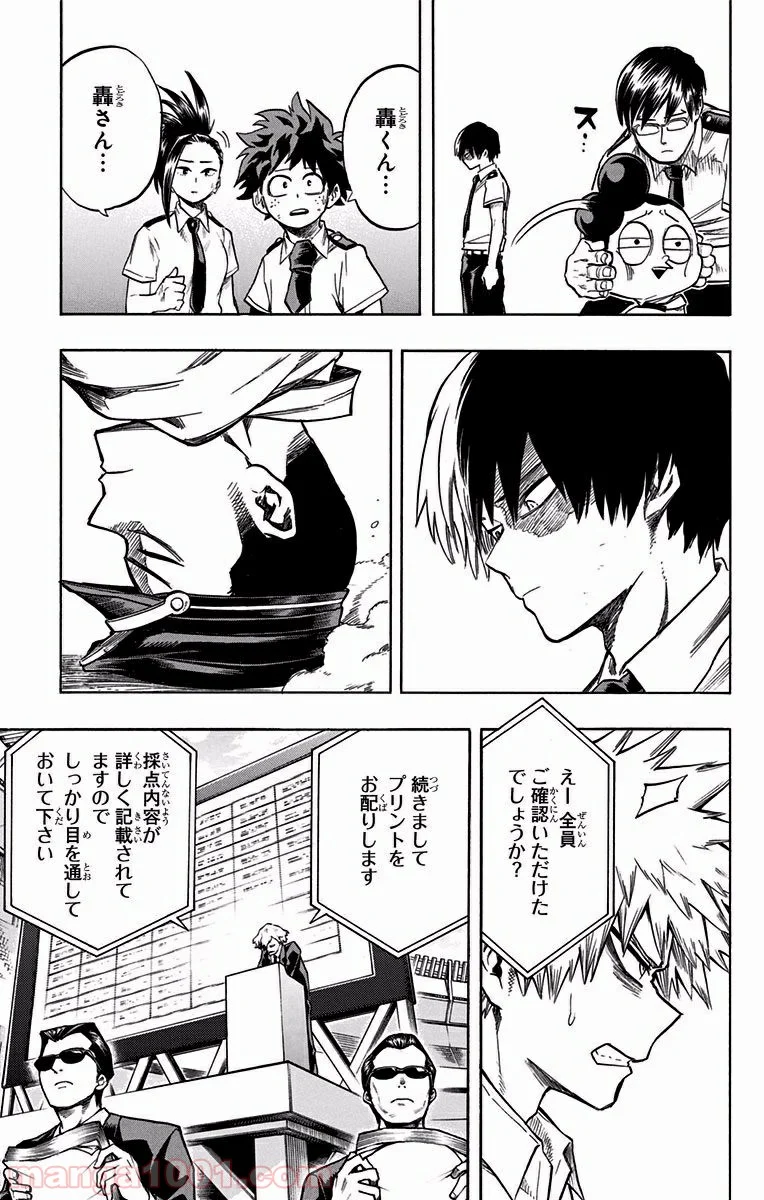 ス…
轟くん…
轟さん…
えー全員
ご確認いただけた
でしょうか？
続きまして
プリントを
お配りします
採点内容が
詳しく記載されて
ますので
しっかり目を通して
おいて下さい
manga1001.com